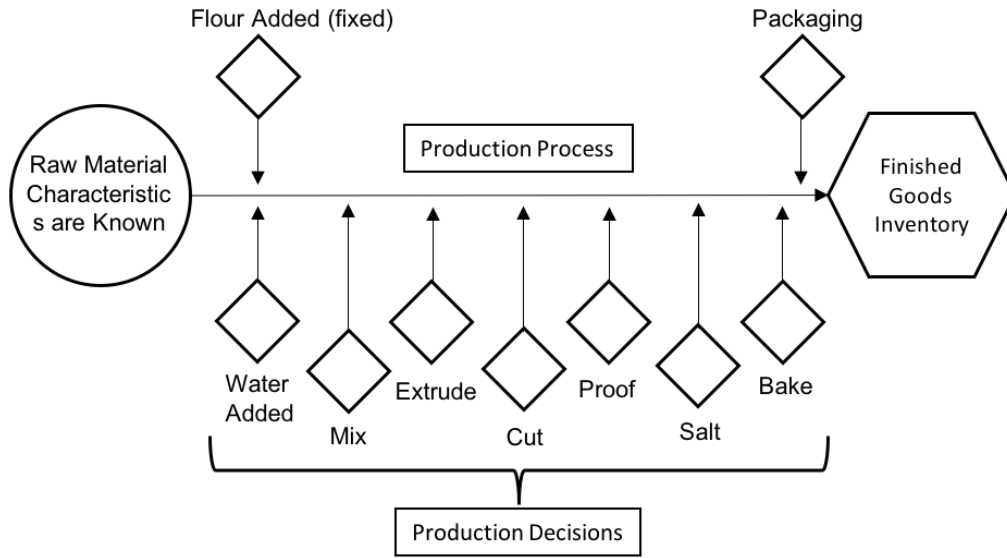 Flour Added (fixed)
Packaging
Production Process
Raw Material
Characteristic
s are Known
Finished
Goods
Inventory
Water
Added
Mix
Extrude
Cut
Proof
Salt
Bake
Production Decisions